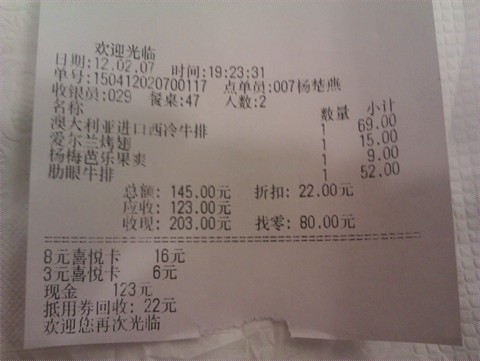 欢迎光临
日期:12.02.07 时间:19:23:31
单号:150412020700117 点单员:007杨楚燕
收银员:029 餐桌:47 人数:2
名称 数量 小计
澳大利亚进口西冷牛排 1 69.00
爱尔兰烤翅 1 15.00
杨梅芭乐果爽 1 9.00
肋眼牛排 1 52.00
总额: 145.00元 折扣: 22.00元
应收: 123.00元
收现: 203.00元 找零: 80.00元
8元喜悦卡 16元
3元喜悦卡 6元
现金 123元
抵用券回收: 22元
欢迎您再次光临